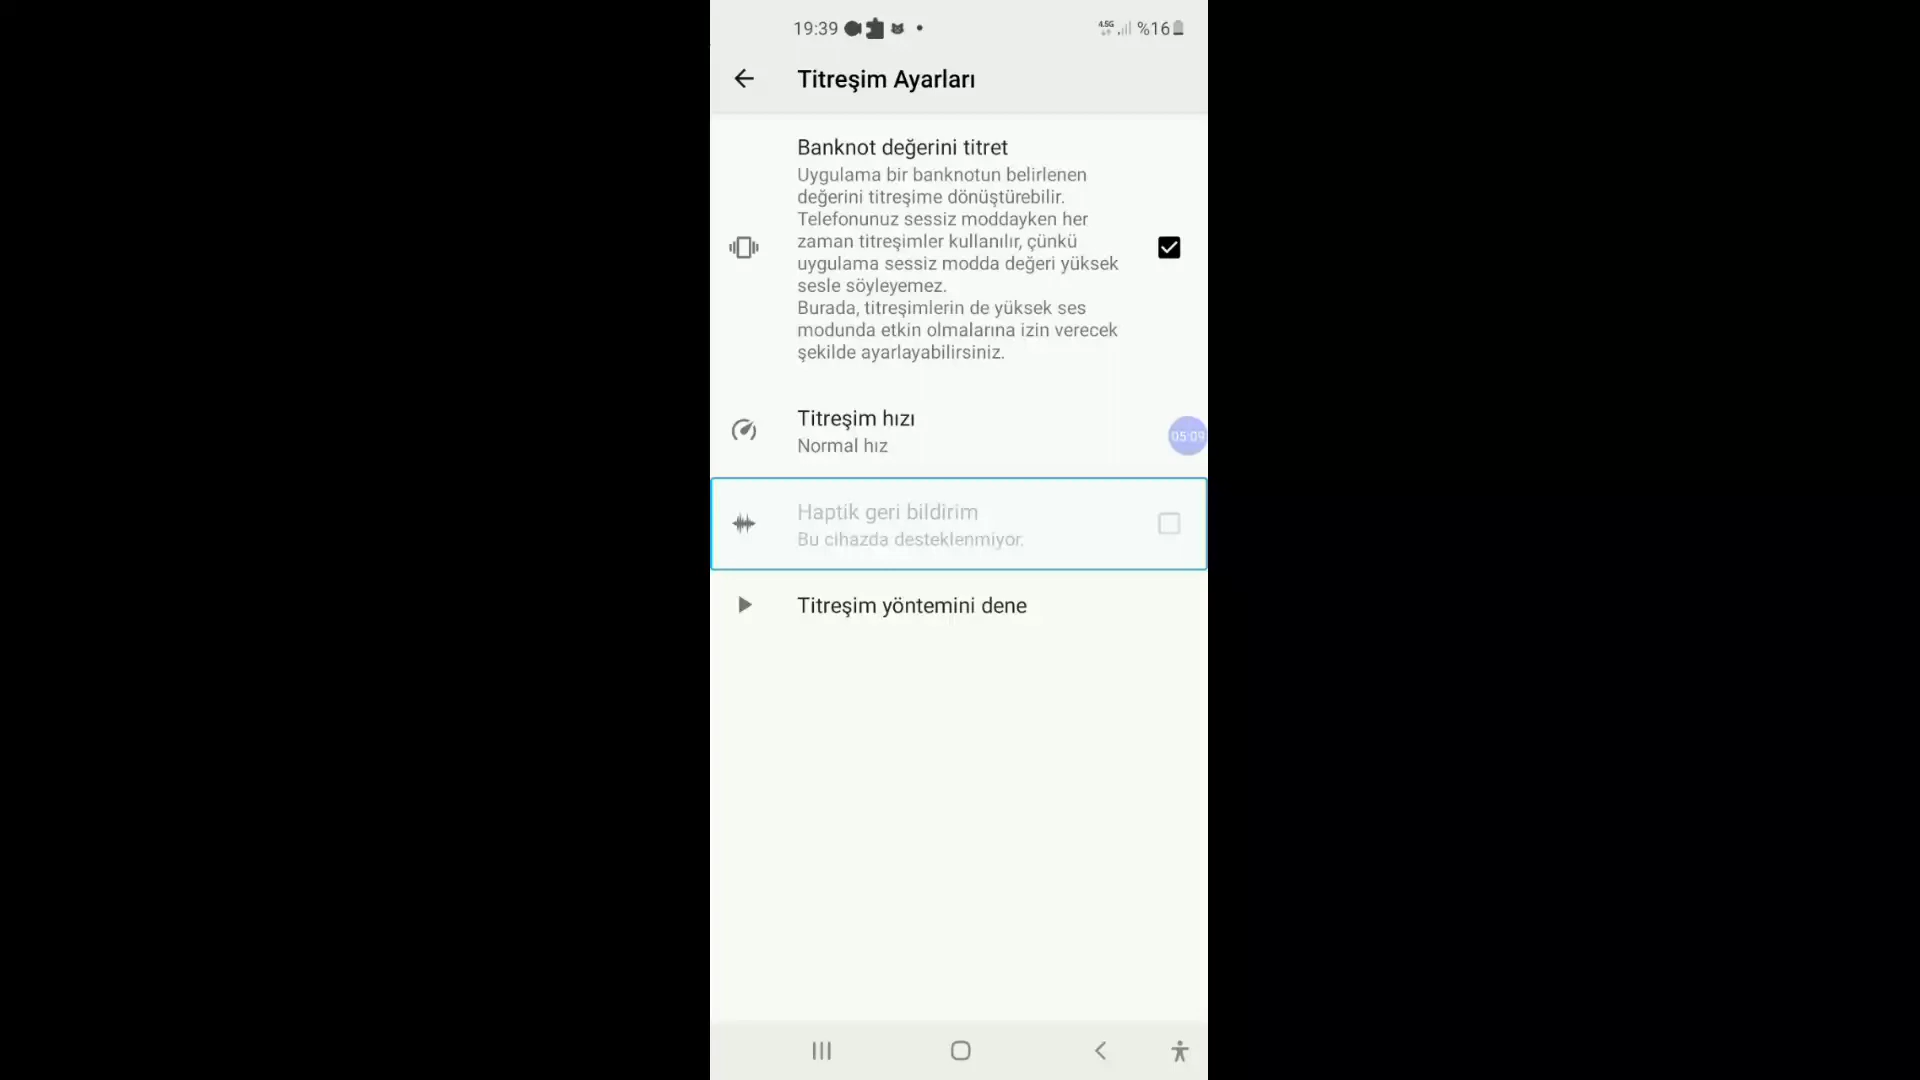 19:39
4.5G %16
Titreşim Ayarları
Banknot değerini titret
Uygulama bir banknotun belirlenen
değerini titreşime dönüştürebilir.
Telefonunuz sessiz moddayken her
zaman titreşimler kullanılır, çünkü
uygulama sessiz modda değeri yüksek
sesle söyleyemez.
Burada, titreşimlerin de yüksek ses
modunda etkin olmalarına izin verecek
şekilde ayarlayabilirsiniz.
Titreşim hızı
Normal hız
05:09
Haptik geri bildirim
Bu cihazda desteklenmiyor.
Titreşim yöntemini dene